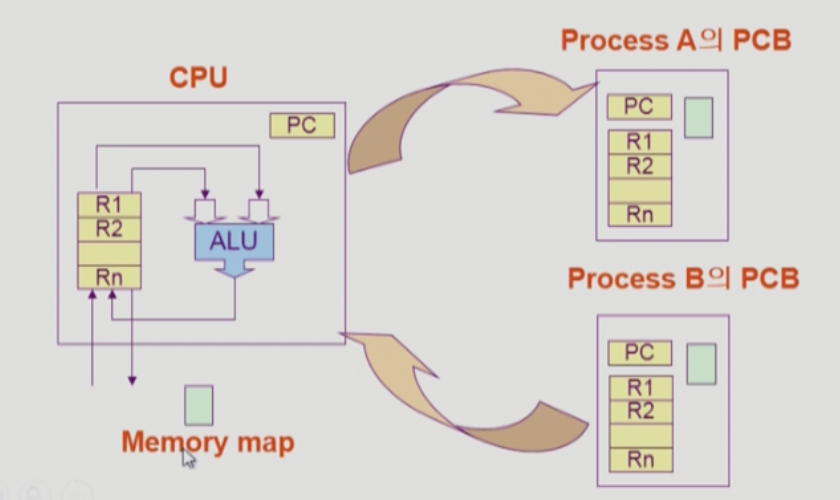 CPU
PC
R1
R2
Rn
ALU
Memory map
Process A의 PCB
PC
R1
R2
Rn
Process B의 PCB
PC
R1
R2
Rn